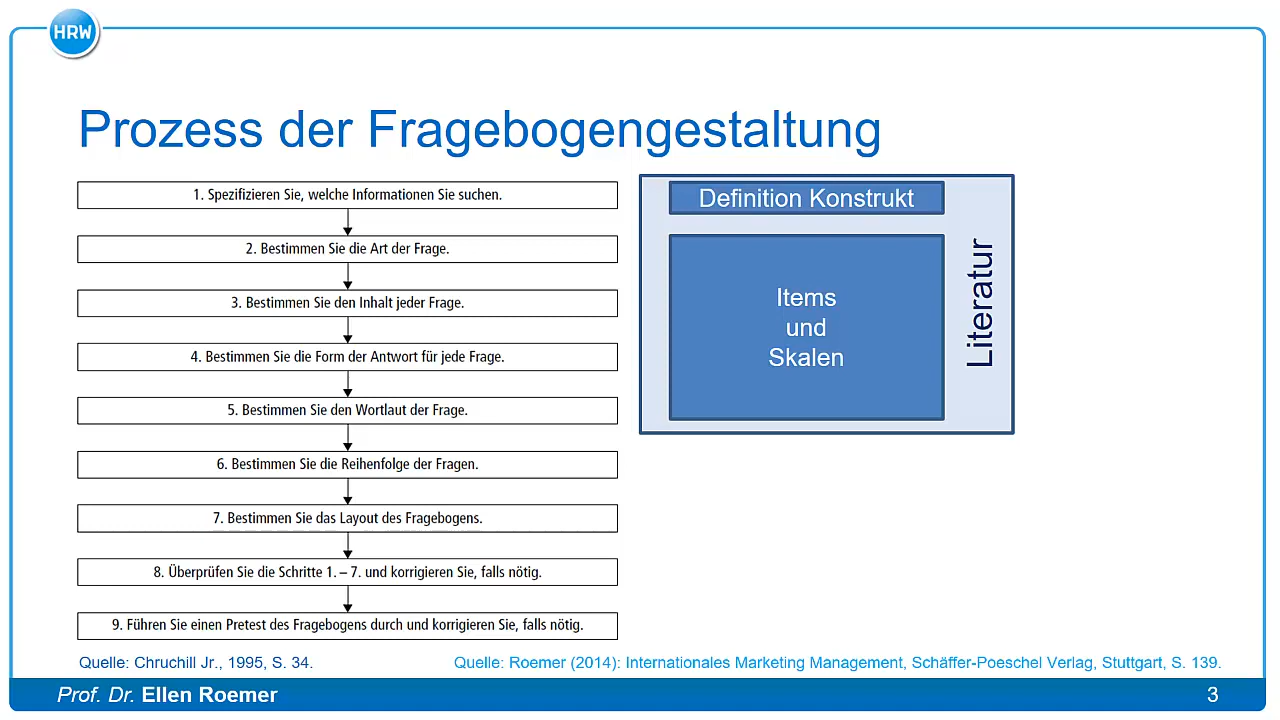 HRW
Prozess der Fragebogengestaltung
1. Spezifizieren Sie, welche Informationen Sie suchen.
2. Bestimmen Sie die Art der Frage.
3. Bestimmen Sie den Inhalt jeder Frage.
4. Bestimmen Sie die Form der Antwort für jede Frage.
5. Bestimmen Sie den Wortlaut der Frage.
6. Bestimmen Sie die Reihenfolge der Fragen.
7. Bestimmen Sie das Layout des Fragebogens.
8. Überprüfen Sie die Schritte 1. – 7. und korrigieren Sie, falls nötig.
9. Führen Sie einen Pretest des Fragebogens durch und korrigieren Sie, falls nötig.
Definition Konstrukt
Items
und
Skalen
Literatur
Quelle: Chruchill Jr., 1995, S. 34.
Quelle: Roemer (2014): Internationales Marketing Management, Schäffer-Poeschel Verlag, Stuttgart, S. 139.
Prof. Dr. Ellen Roemer
3